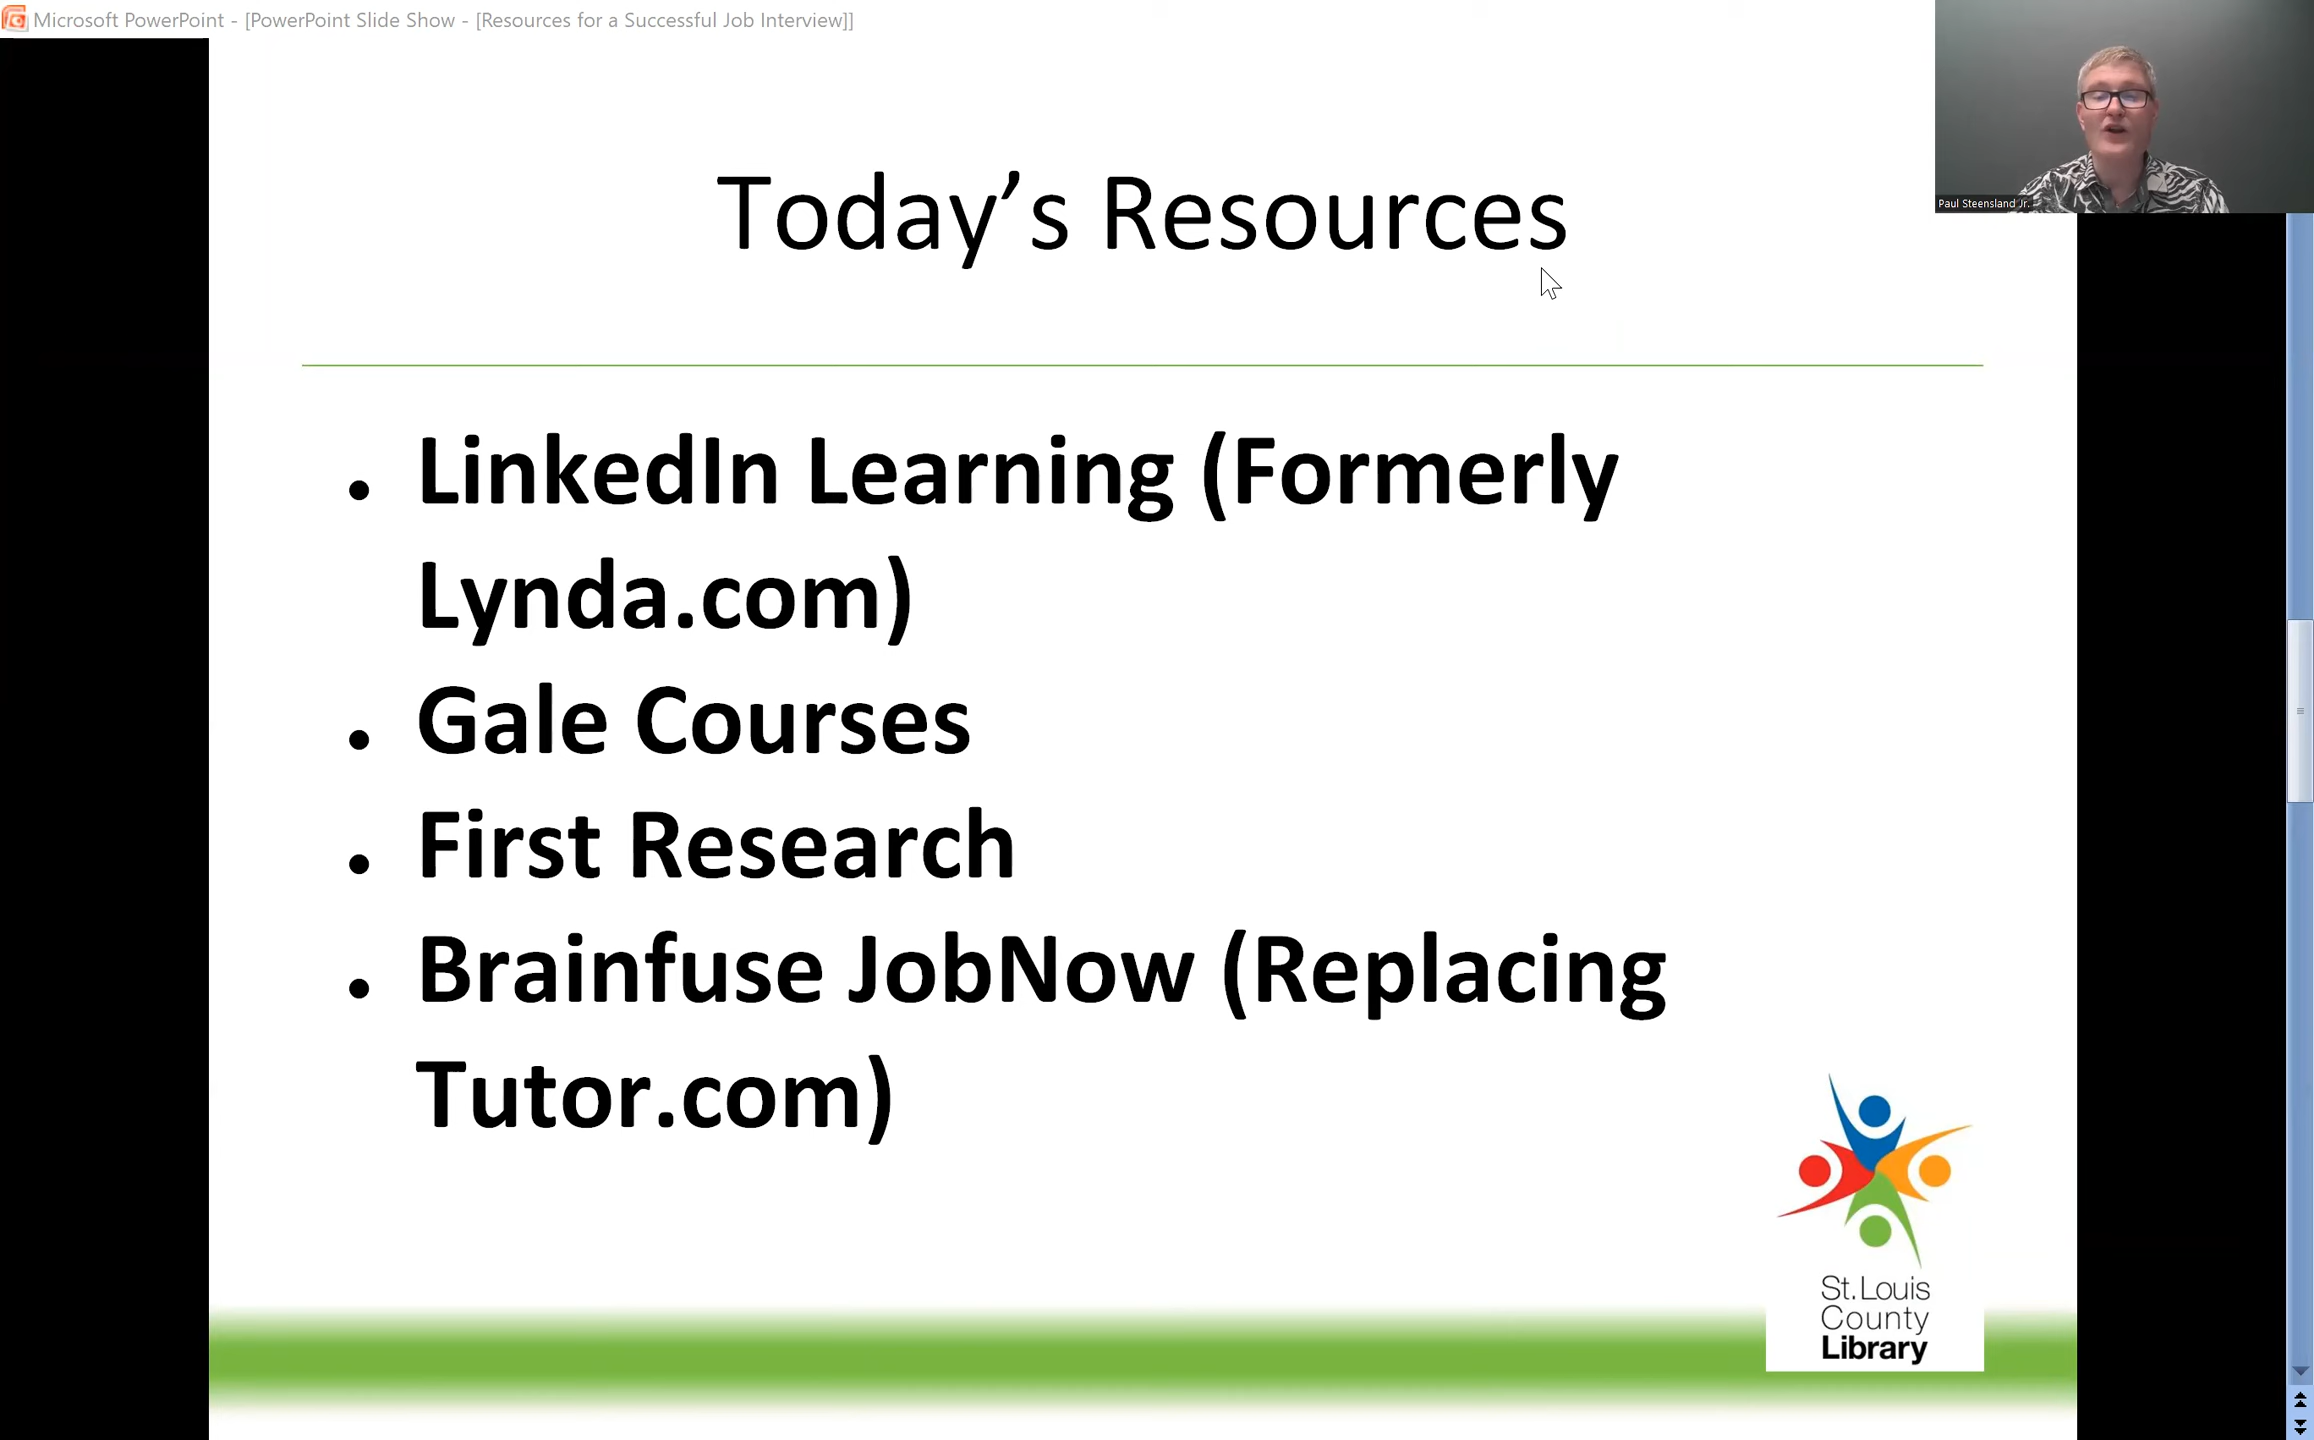 Microsoft PowerPoint - [PowerPoint Slide Show - [Resources for a Successful Job Interview]]
Paul Steensland Jr.
Today’s Resources
• LinkedIn Learning (Formerly
Lynda.com)
• Gale Courses
• First Research
• Brainfuse JobNow (Replacing
Tutor.com)
St.Louis
County
Library